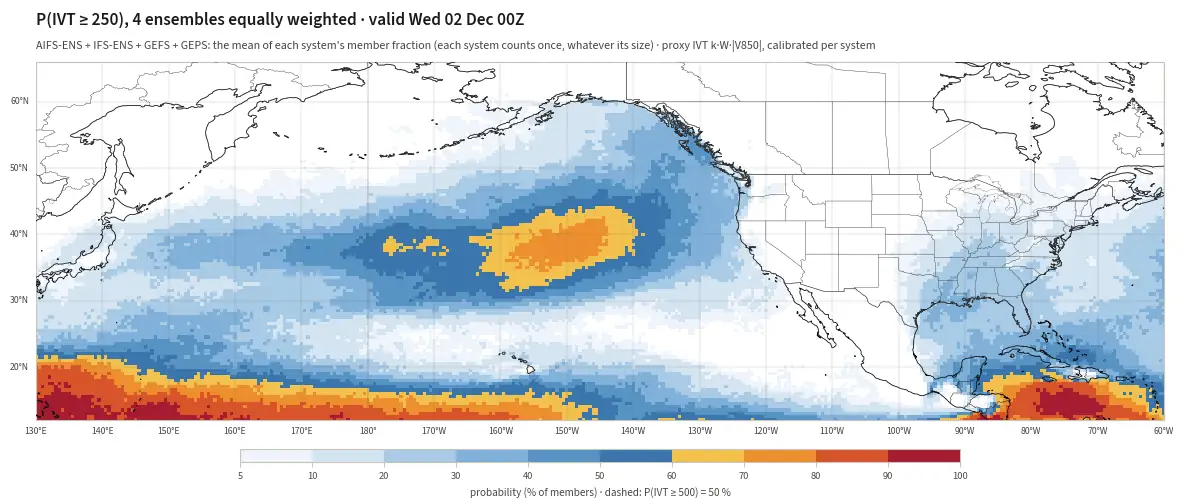 P(IVT ≥ 250), 4 ensembles equally weighted · valid Wed 02 Dec 00Z
AIFS-ENS + IFS-ENS + GEFS + GEPS: the mean of each system's member fraction (each system counts once, whatever its size) · proxy IVT k·W·|V850|, calibrated per system
60°N
50°N
40°N
30°N
20°N
130°E 140°E 150°E 160°E 170°E 180° 170°W 160°W 150°W 140°W 130°W 120°W 110°W 100°W 90°W 80°W 70°W 60°W
5 10 20 30 40 50 60 70 80 90 100
probability (% of members) · dashed: P(IVT ≥ 500) = 50 %